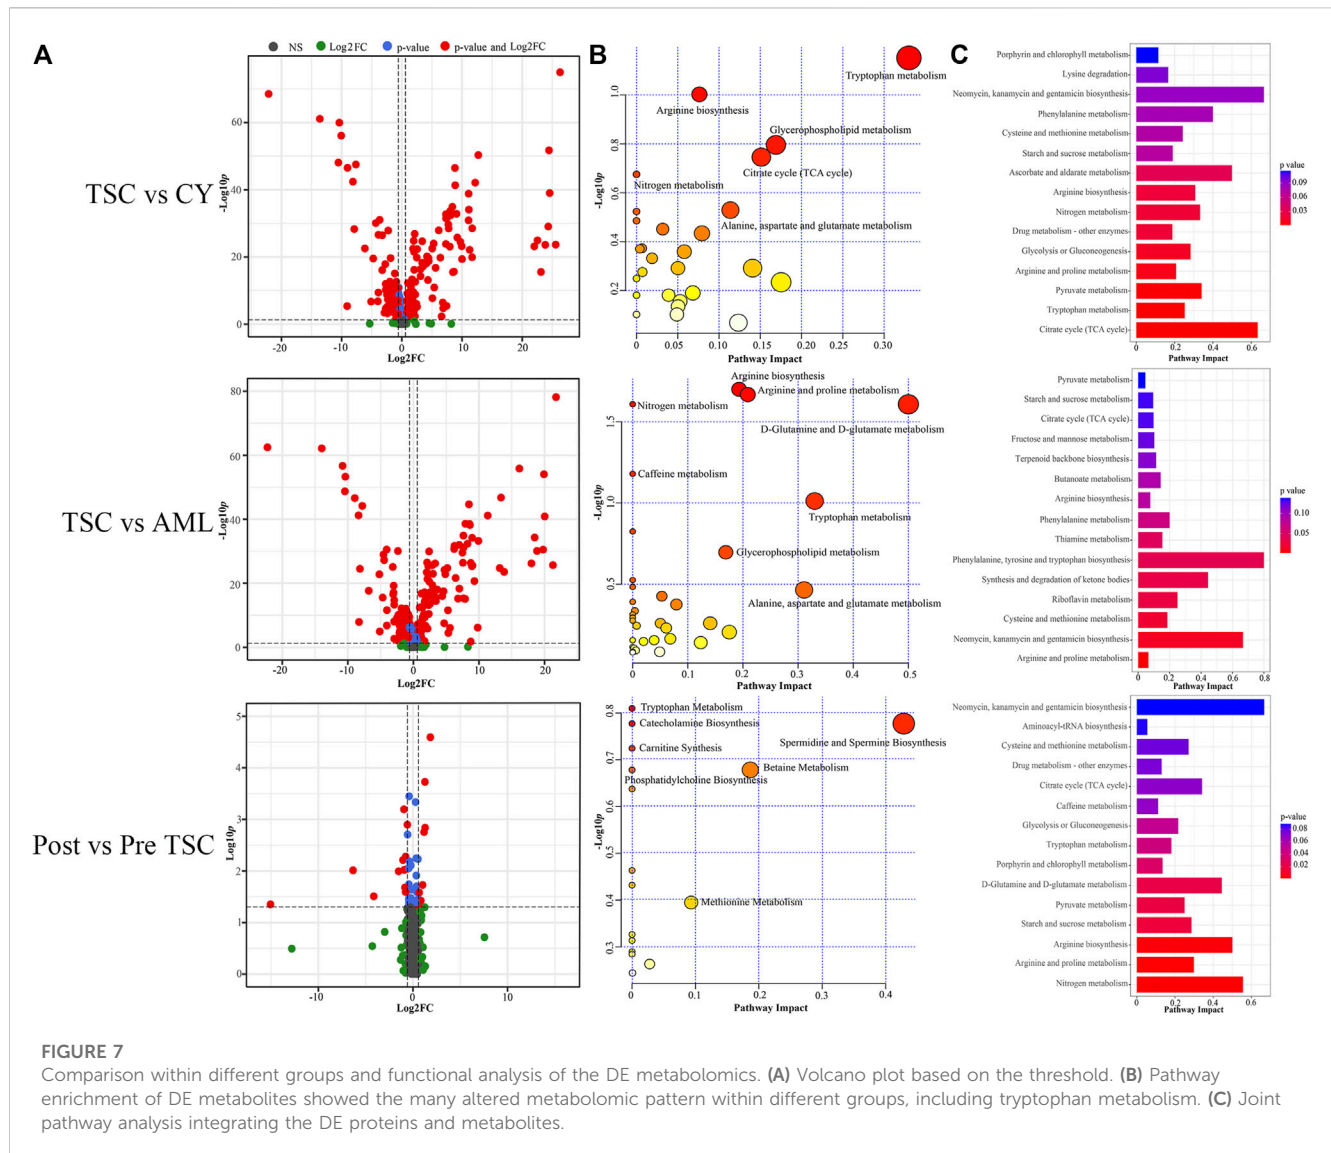 A
NS Log2FC p-value p-value and Log2FC
TSC vs CY
-Log10p
60
40
20
0
-20 -10 0 10 20
Log2FC
TSC vs AML
-Log10p
80
60
40
20
0
-20 -10 0 10 20
Log2FC
Post vs Pre TSC
Log10p
5
4
3
2
1
0
-10 0 10
Log2FC
B
Tryptophan metabolism
Arginine biosynthesis
Glycerophospholipid metabolism
Citrate cycle (TCA cycle)
Nitrogen metabolism
Alanine, aspartate and glutamate metabolism
-Log10p
1.0
0.8
0.6
0.4
0.2
0 0.05 0.10 0.15 0.20 0.30
Pathway Impact
Arginine biosynthesis
Arginine and proline metabolism
Nitrogen metabolism
D-Glutamine and D-glutamate metabolism
Caffeine metabolism
Tryptophan metabolism
Glycerophospholipid metabolism
Alanine, aspartate and glutamate metabolism
-Log10p
1.5
1.0
0.5
0 0.1 0.2 0.3 0.4 0.5
Pathway Impact
Tryptophan Metabolism
Catecholamine Biosynthesis
Spermidine and Spermine Biosynthesis
Carnitine Synthesis
Betaine Metabolism
Phosphatidylcholine Biosynthesis
Methionine Metabolism
-Log10p
0.8
0.7
0.6
0.5
0.4
0.3
0 0.1 0.2 0.3 0.4
Pathway Impact
C
Porphyrin and chlorophyll metabolism
Lysine degradation
Neomycin, kanamycin and gentamicin biosynthesis
Phenylalanine metabolism
Cysteine and methionine metabolism
Starch and sucrose metabolism
Ascorbate and aldarate metabolism
Arginine biosynthesis
Nitrogen metabolism
Drug metabolism - other enzymes
Glycolysis or Gluconeogenesis
Arginine and proline metabolism
Pyruvate metabolism
Tryptophan metabolism
Citrate cycle (TCA cycle)
0 0.2 0.4 0.6
Pathway Impact
p value
0.09
0.06
0.03
Pyruvate metabolism
Starch and sucrose metabolism
Citrate cycle (TCA cycle)
Fructose and mannose metabolism
Terpenoid backbone biosynthesis
Butanoate metabolism
Arginine biosynthesis
Phenylalanine metabolism
Thiamine metabolism
Phenylalanine, tyrosine and tryptophan biosynthesis
Synthesis and degradation of ketone bodies
Riboflavin metabolism
Cysteine and methionine metabolism
Neomycin, kanamycin and gentamicin biosynthesis
Arginine and proline metabolism
0 0.2 0.4 0.6 0.8
Pathway Impact
p value
0.10
0.05
Neomycin, kanamycin and gentamicin biosynthesis
Aminoacyl-tRNA biosynthesis
Cysteine and methionine metabolism
Drug metabolism - other enzymes
Citrate cycle (TCA cycle)
Caffeine metabolism
Glycolysis or Gluconeogenesis
Tryptophan metabolism
Porphyrin and chlorophyll metabolism
D-Glutamine and D-glutamate metabolism
Pyruvate metabolism
Starch and sucrose metabolism
Arginine biosynthesis
Arginine and proline metabolism
Nitrogen metabolism
0 0.2 0.4 0.6
Pathway Impact
p-value
0.08
0.06
0.04
0.02
FIGURE 7
Comparison within different groups and functional analysis of the DE metabolomics. (A) Volcano plot based on the threshold. (B) Pathway
enrichment of DE metabolites showed the many altered metabolomic pattern within different groups, including tryptophan metabolism. (C) Joint
pathway analysis integrating the DE proteins and metabolites.